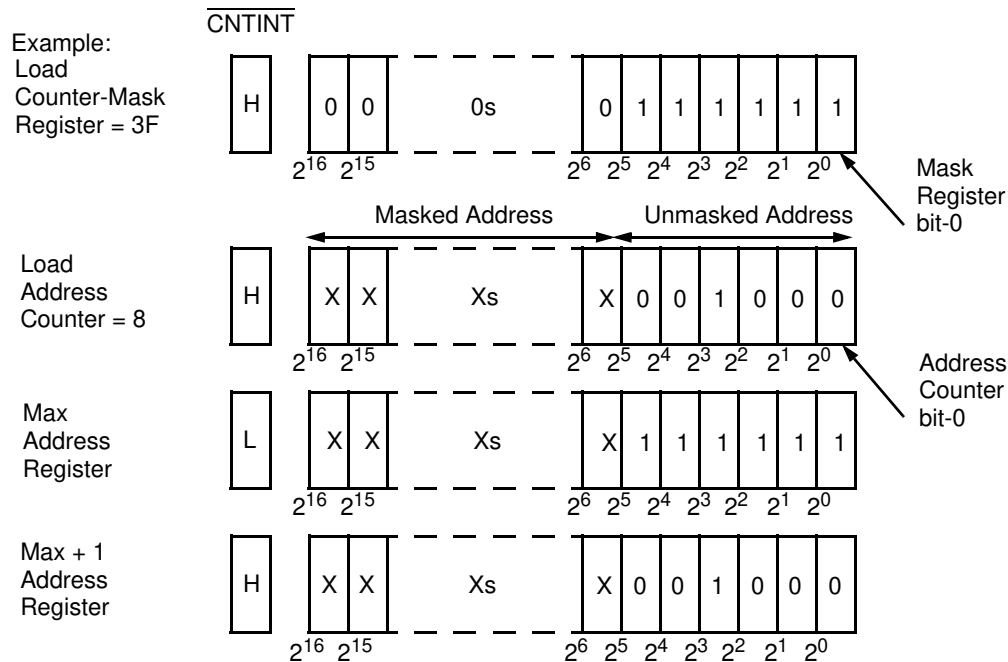 CNTINT
Example:
Load
Counter-Mask
Register = 3F
H 0 0 0s 0 1 1 1 1 1 1
2^16 2^15 2^6 2^5 2^4 2^3 2^2 2^1 2^0
Mask
Register
bit-0
Masked Address Unmasked Address
Load
Address
Counter = 8
H X X Xs X 0 0 1 0 0 0
2^16 2^15 2^6 2^5 2^4 2^3 2^2 2^1 2^0
Address
Counter
bit-0
Max
Address
Register
L X X Xs X 1 1 1 1 1 1
2^16 2^15 2^6 2^5 2^4 2^3 2^2 2^1 2^0
Max + 1
Address
Register
H X X Xs X 0 0 1 0 0 0
2^16 2^15 2^6 2^5 2^4 2^3 2^2 2^1 2^0